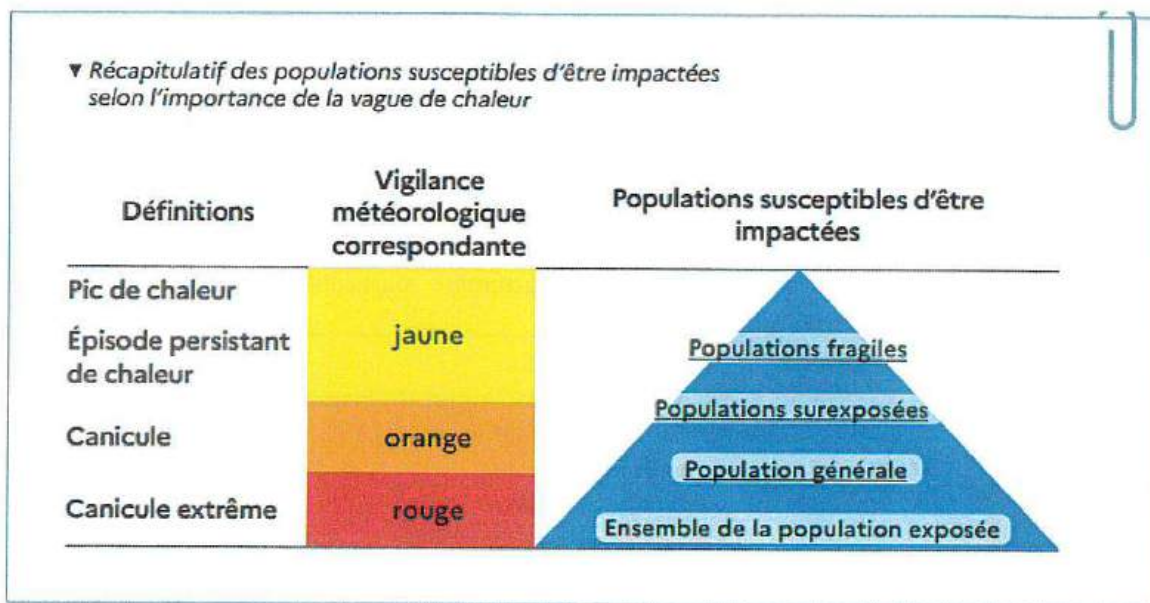 ▼ Récapitulatif des populations susceptibles d'être impactées
selon l'importance de la vague de chaleur
Définitions
Vigilance
météorologique
correspondante
Populations susceptibles d'être
impactées
Pic de chaleur
Épisode persistant
de chaleur
jaune
Populations fragiles
Populations surexposées
Canicule
orange
Population générale
Canicule extrême
rouge
Ensemble de la population exposée